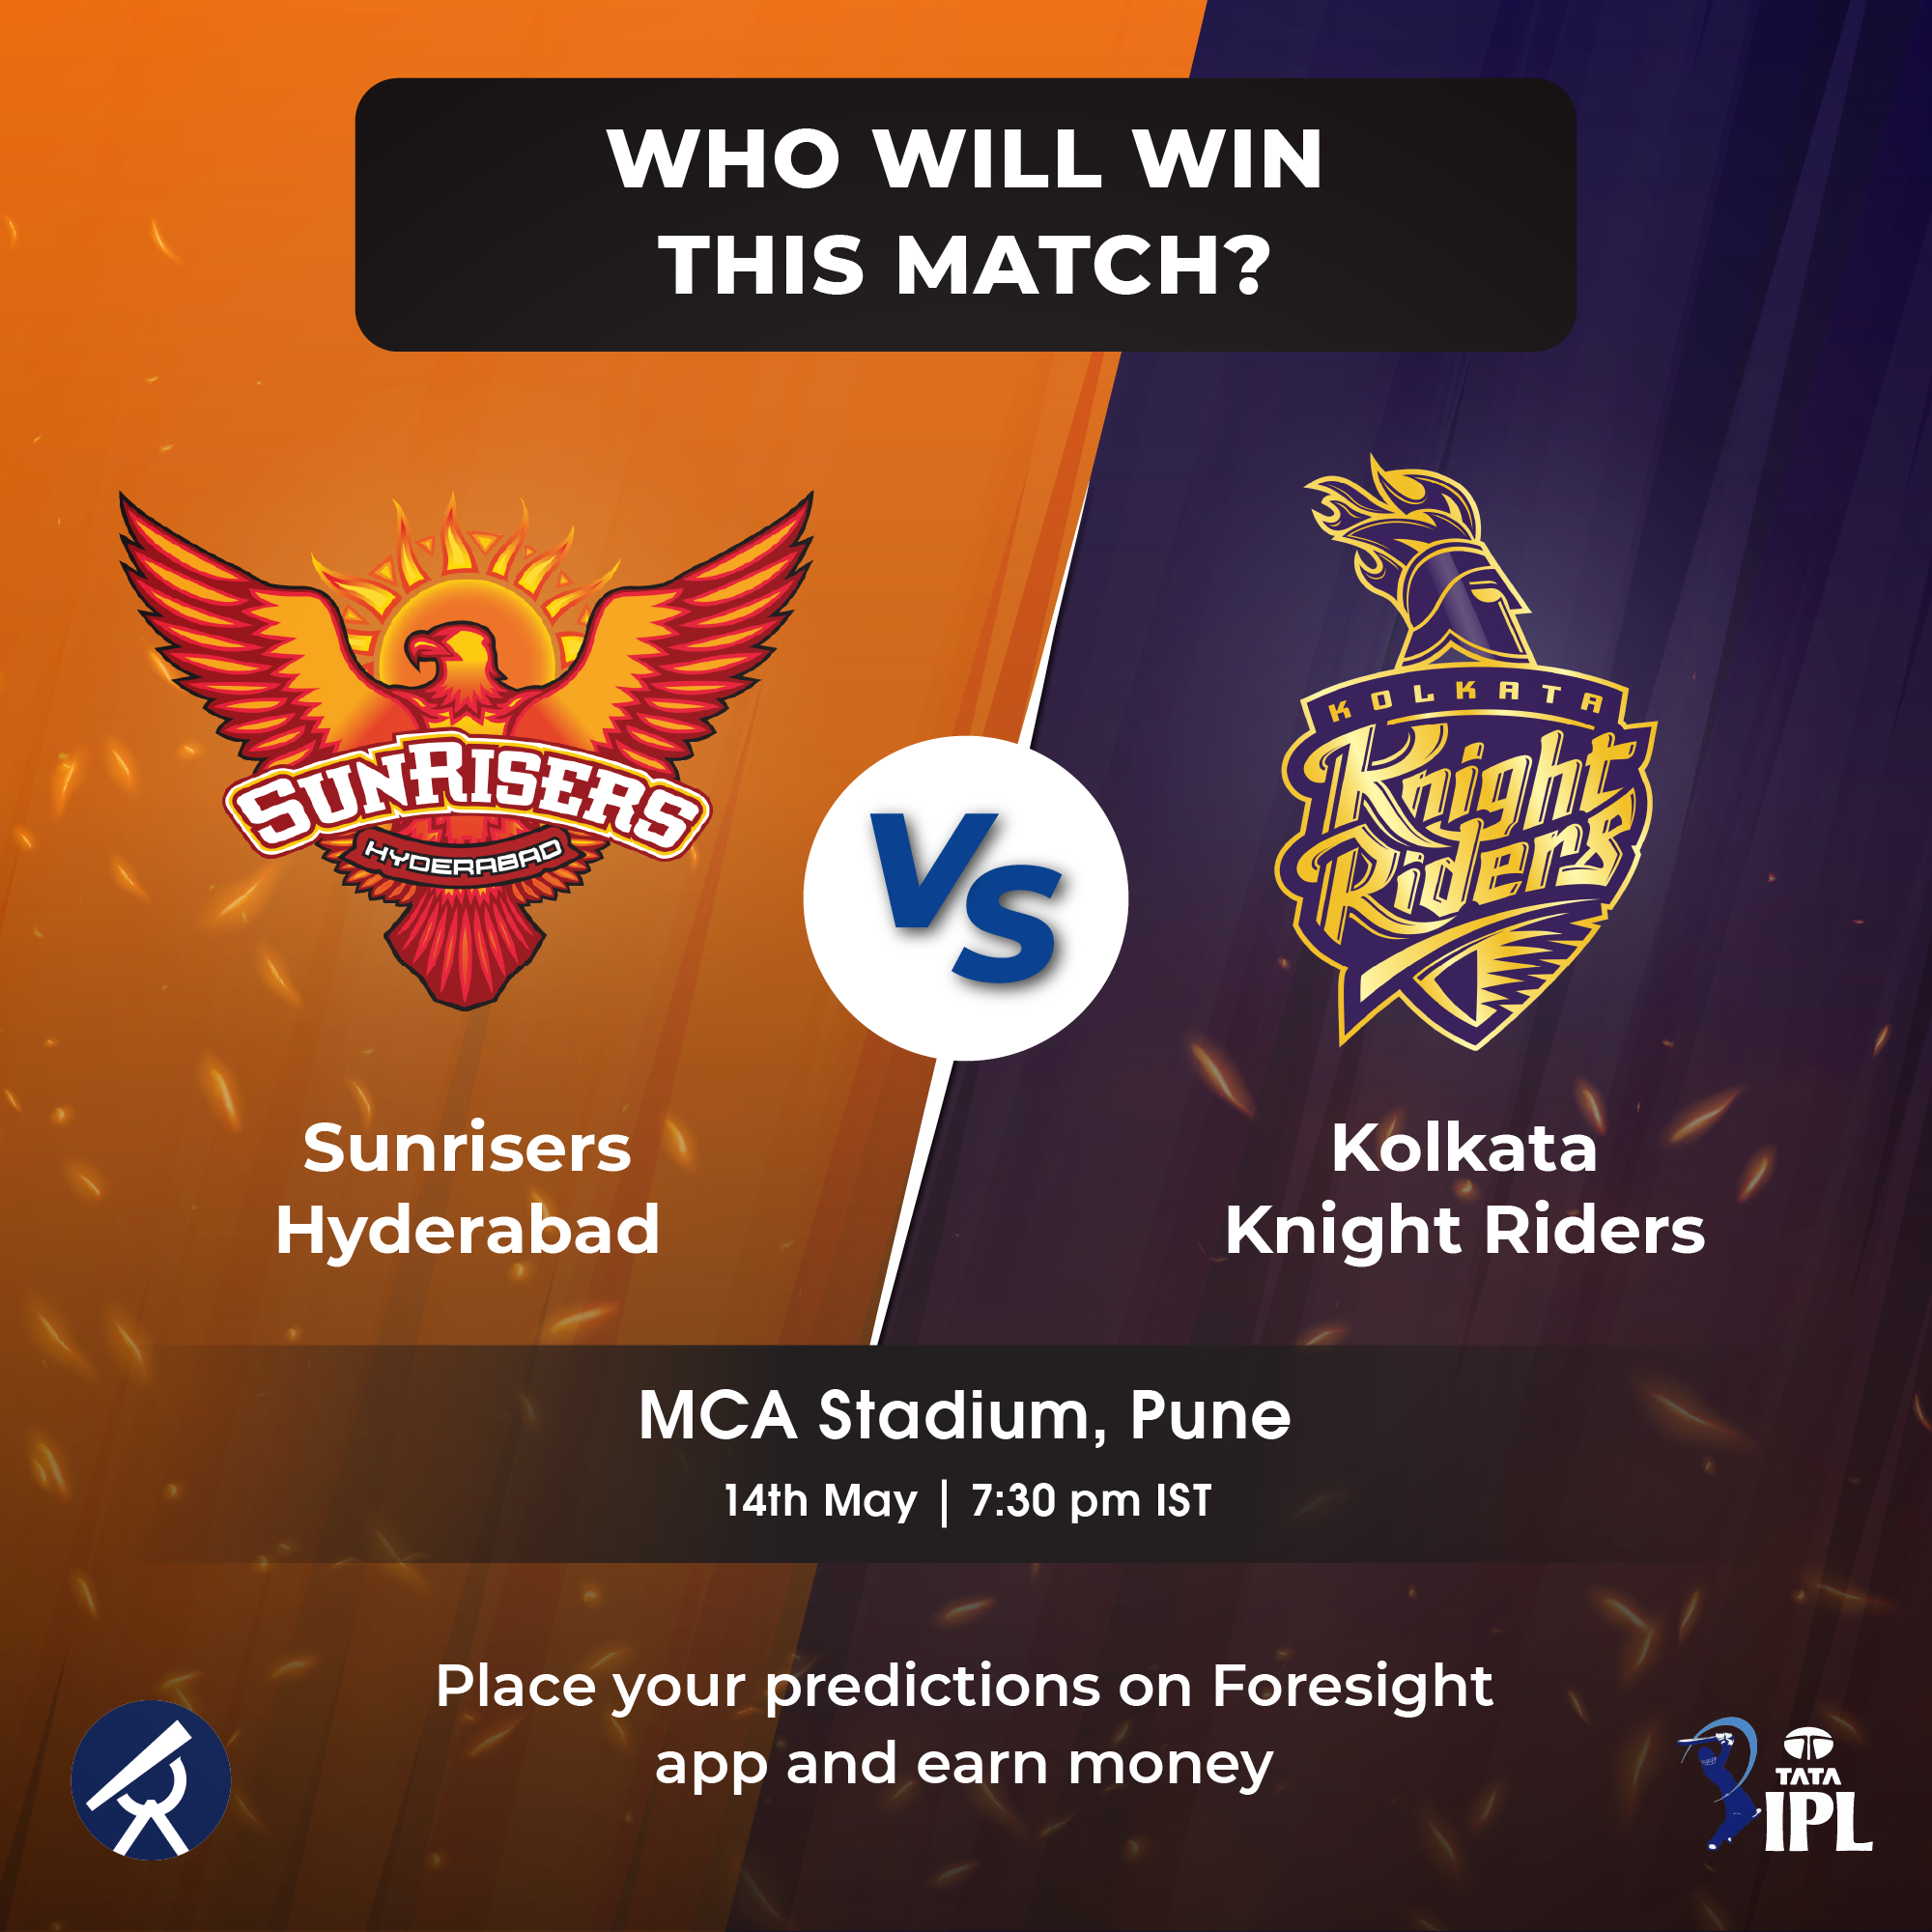 WHO WILL WIN
THIS MATCH?
SUNRISERS
HYDERABAD
KOLKATA
Knight
Riders
VS
Sunrisers
Hyderabad
Kolkata
Knight Riders
MCA Stadium, Pune
14th May | 7:30 pm IST
Place your predictions on Foresight
app and earn money
TATA
IPL